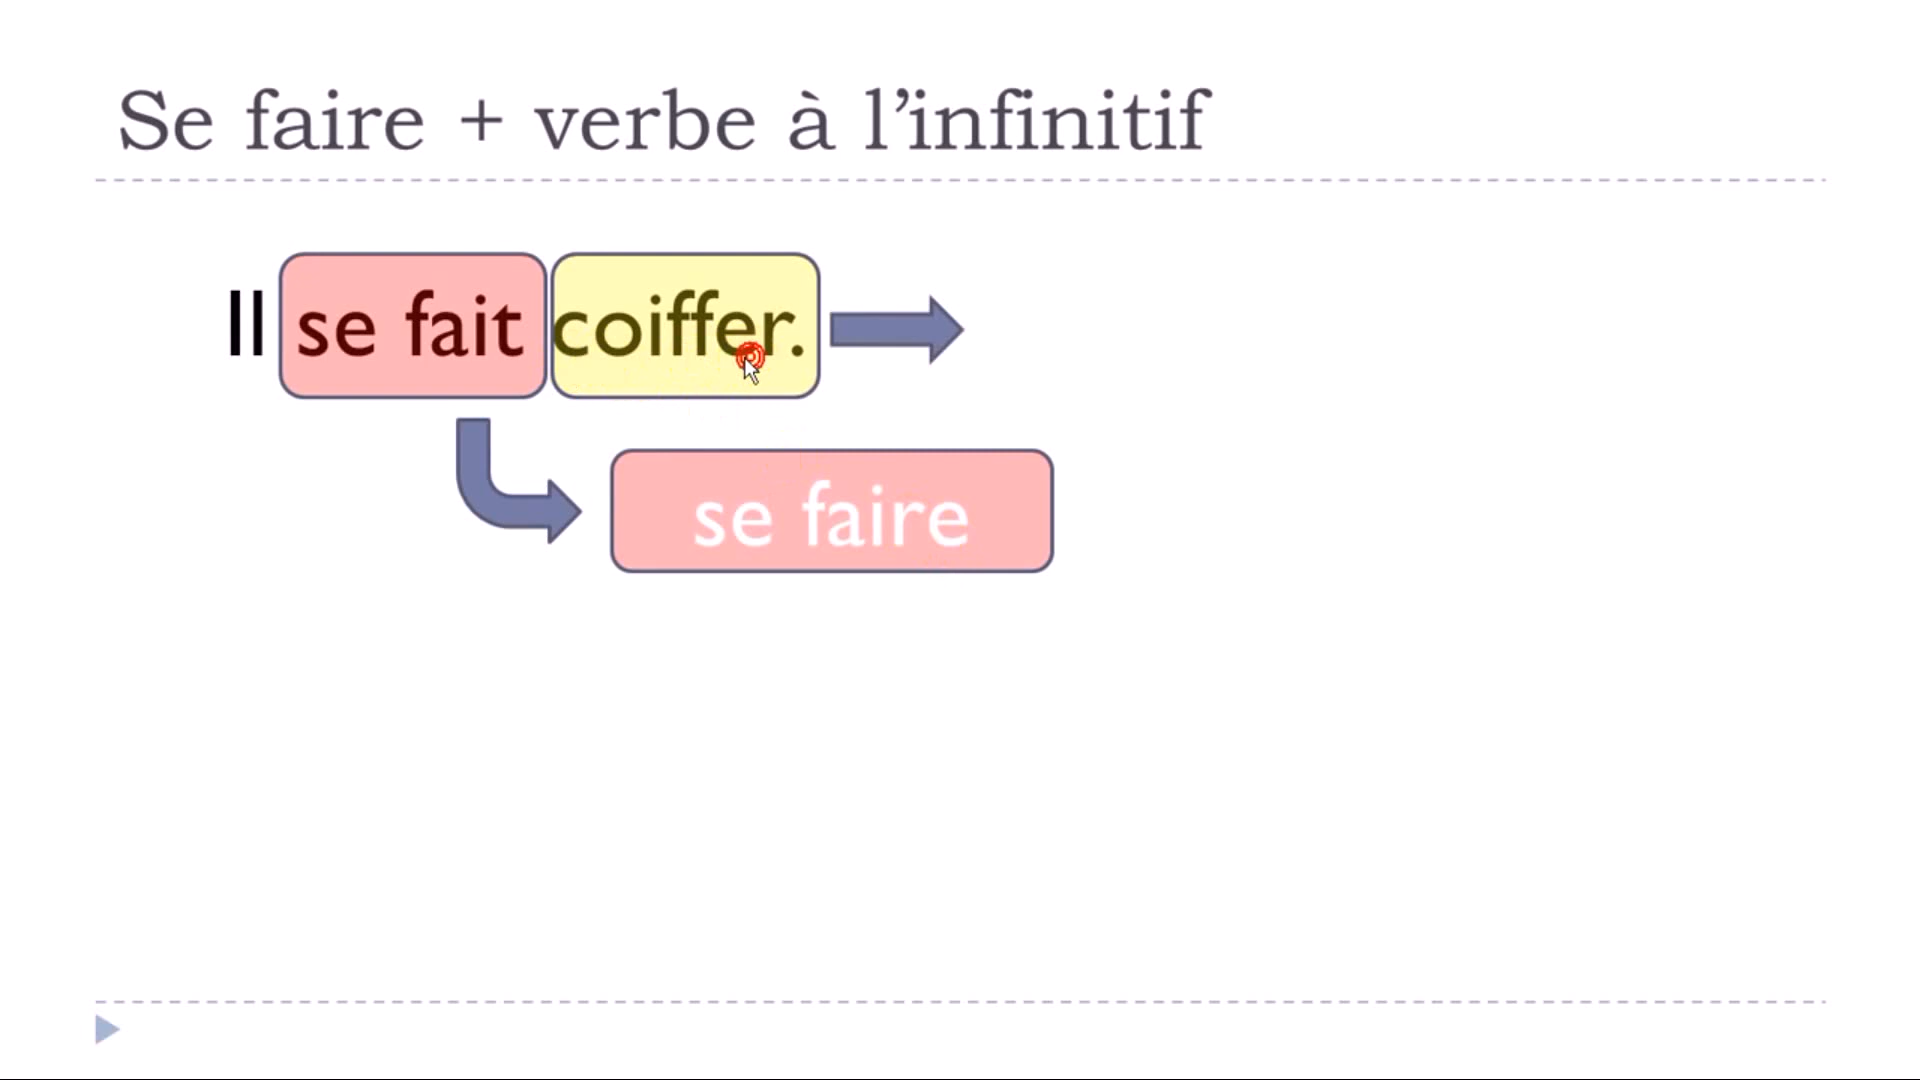 Se faire + verbe à l’infinitif
Il se fait coiffer.
se faire